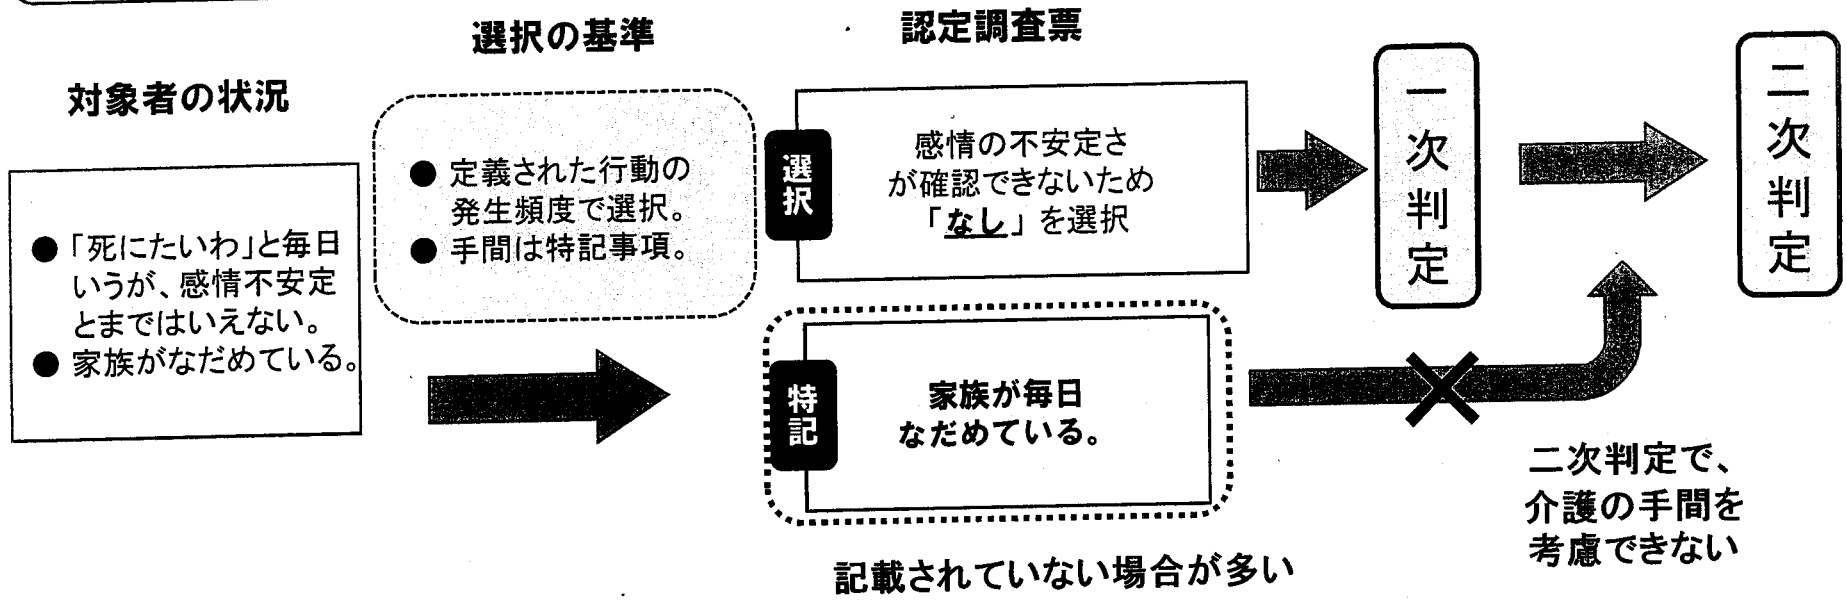 選択の基準
認定調査票
対象者の状況
● 「死にたいわ」と毎日
いうが、感情不安定
とまではいえない。
● 家族がなだめている。
● 定義された行動の
発生頻度で選択。
● 手間は特記事項。
選択
感情の不安定さ
が確認できないため
「なし」を選択
特記
家族が毎日
なだめている。
記載されていない場合が多い
一次判定
二次判定
二次判定で、
介護の手間を
考慮できない